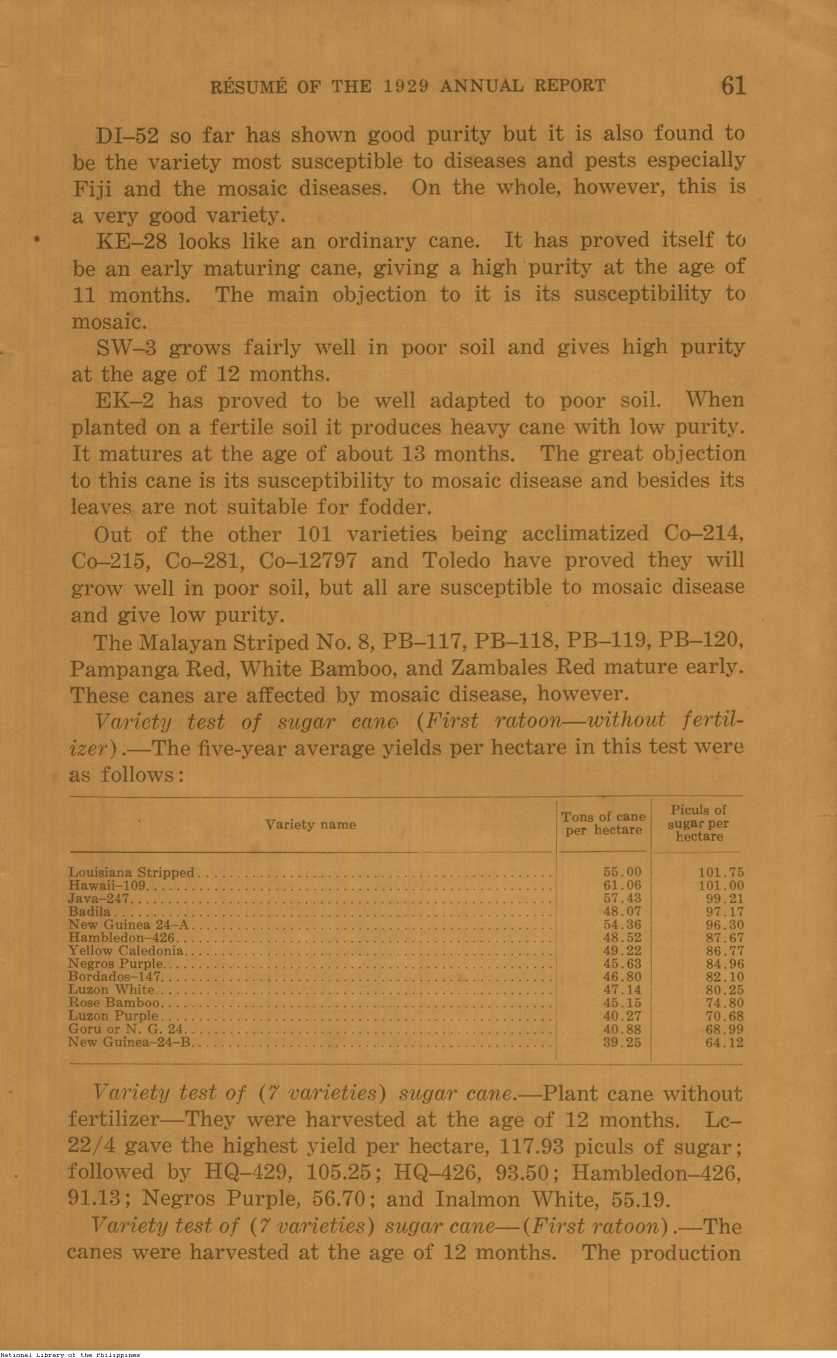 RÉSUMÉ OF THE 1929 ANNUAL REPORT 61
DI–52 so far has shown good purity but it is also found to
be the variety most susceptible to diseases and pests especially
Fiji and the mosaic diseases. On the whole, however, this is
a very good variety.
KE–28 looks like an ordinary cane. It has proved itself to
be an early maturing cane, giving a high purity at the age of
11 months. The main objection to it is its susceptibility to
mosaic.
SW–3 grows fairly well in poor soil and gives high purity
at the age of 12 months.
EK–2 has proved to be well adapted to poor soil. When
planted on a fertile soil it produces heavy cane with low purity.
It matures at the age of about 13 months. The great objection
to this cane is its susceptibility to mosaic disease and besides its
leaves are not suitable for fodder.
Out of the other 101 varieties being acclimatized Co–214,
Co–215, Co–281, Co–12797 and Toledo have proved they will
grow well in poor soil, but all are susceptible to mosaic disease
and give low purity.
The Malayan Striped No. 8, PB–117, PB–118, PB–119, PB–120,
Pampanga Red, White Bamboo, and Zambales Red mature early.
These canes are affected by mosaic disease, however.
Variety test of sugar cane (First ratoon—without fertil-
izer).—The five-year average yields per hectare in this test were
as follows:
Variety name | Tons of cane per hectare | Piculs of sugar per hectare
Louisiana Stripped 55.00 101.75
Hawaii–109 61.06 101.00
Java–247 57.43 99.21
Badila 48.07 97.17
New Guinea 24–A 54.36 96.30
Hambledon–426 48.52 87.67
Yellow Caledonia 49.22 86.77
Negros Purple 45.63 84.96
Bordados–147 46.80 82.10
Luzon White 47.14 80.25
Rose Bamboo 45.15 74.80
Luzon Purple 40.27 70.68
Goru or N. G. 24 40.88 68.99
New Guinea–24–B 39.25 64.12
Variety test of (7 varieties) sugar cane.—Plant cane without
fertilizer—They were harvested at the age of 12 months. Lc–
22/4 gave the highest yield per hectare, 117.93 piculs of sugar;
followed by HQ–429, 105.25; HQ–426, 93.50; Hambledon–426,
91.13; Negros Purple, 56.70; and Inalmon White, 55.19.
Variety test of (7 varieties) sugar cane—(First ratoon).—The
canes were harvested at the age of 12 months. The production
National Library of the Philippines